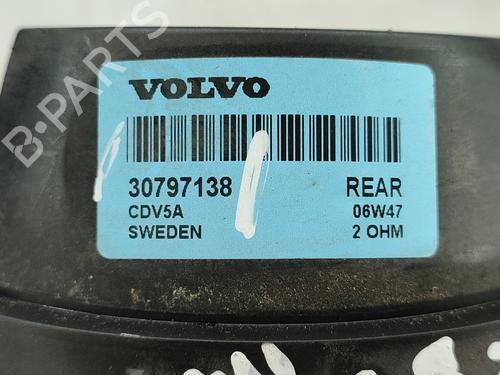 B-PARTS
VOLVO
30797138 REAR
CDV5A 06W47
SWEDEN 2 OHM